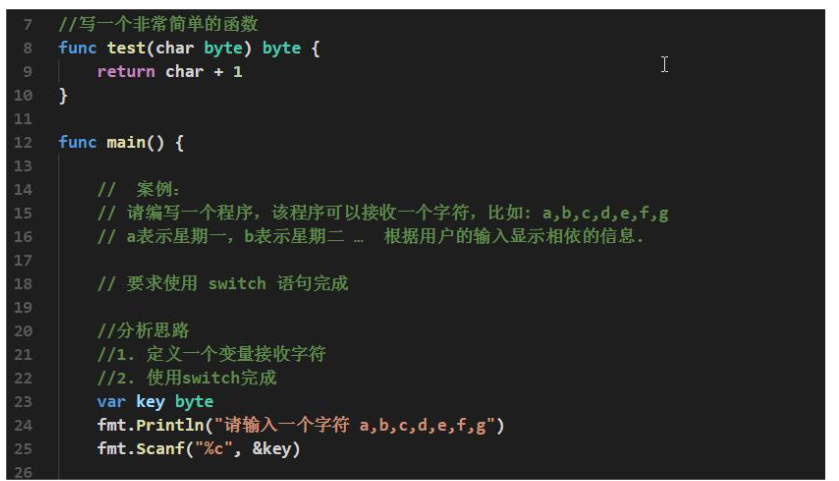 7 //写一个非常简单的函数
8 func test(char byte) byte {
9 return char + 1
10 }
11
12 func main() {
13
14 // 案例：
15 // 请编写一个程序，该程序可以接收一个字符，比如: a,b,c,d,e,f,g
16 // a表示星期一，b表示星期二 … 根据用户的输入显示相依的信息.
17
18 // 要求使用 switch 语句完成
19
20 //分析思路
21 //1. 定义一个变量接收字符
22 //2. 使用switch完成
23 var key byte
24 fmt.Println("请输入一个字符 a,b,c,d,e,f,g")
25 fmt.Scanf("%c", &key)
26